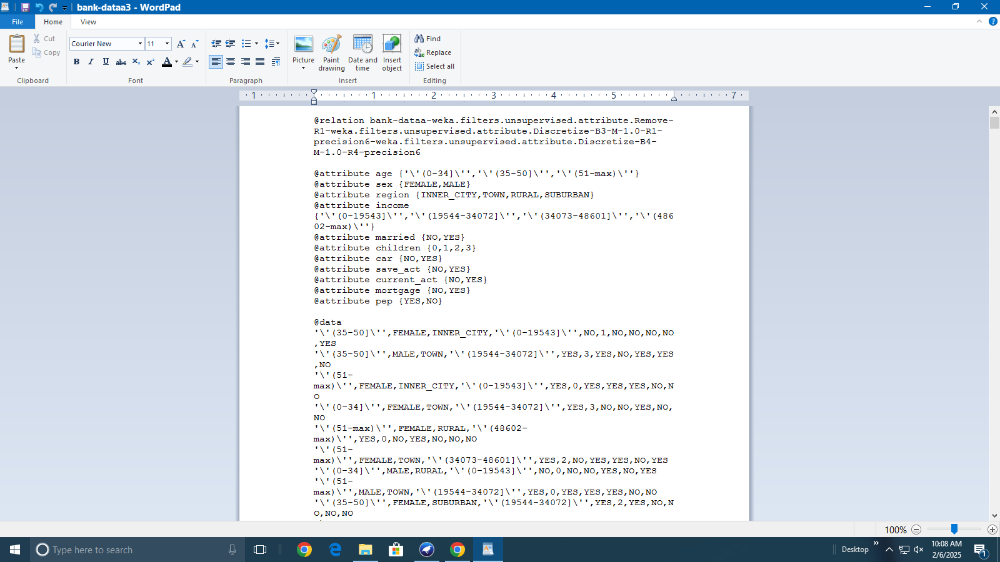 bank-dataa3 - WordPad
File
Home
View
Paste
Cut
Copy
Clipboard
Courier New
11
Font
Paragraph
Picture
Paint drawing
Date and time
Insert object
Insert
Find
Replace
Select all
Editing
1 1 2 3 4 5 7
@relation bank-dataa-weka.filters.unsupervised.attribute.Remove-
R1-weka.filters.unsupervised.attribute.Discretize-B3-M-1.0-R1-
precision6-weka.filters.unsupervised.attribute.Discretize-B4-
M-1.0-R4-precision6
@attribute age {'\'(0-34]\'','\'(35-50]\'','\'(51-max)\''}
@attribute sex {FEMALE,MALE}
@attribute region {INNER_CITY,TOWN,RURAL,SUBURBAN}
@attribute income
{'\'(0-19543]\'','\'(19544-34072]\'','\'(34073-48601]\'','\'(486
02-max)\''}
@attribute married {NO,YES}
@attribute children {0,1,2,3}
@attribute car {NO,YES}
@attribute save_act {NO,YES}
@attribute current_act {NO,YES}
@attribute mortgage {NO,YES}
@attribute pep {YES,NO}
@data
'\'(35-50]\'',FEMALE,INNER_CITY,'\'(0-19543]\'',NO,1,NO,NO,NO,NO
,YES
'\'(35-50]\'',MALE,TOWN,'\'(19544-34072]\'',YES,3,YES,NO,YES,YES
,NO
'\'(51-
max)\'',FEMALE,INNER_CITY,'\'(0-19543]\'',YES,0,YES,YES,YES,NO,N
O
'\'(0-34]\'',FEMALE,TOWN,'\'(19544-34072]\'',YES,3,NO,NO,YES,NO,
NO
'\'(51-max)\'',FEMALE,RURAL,'\'(48602-
max)\'',YES,0,NO,YES,NO,NO,NO
'\'(51-
max)\'',FEMALE,TOWN,'\'(34073-48601]\'',YES,2,NO,YES,YES,NO,YES
'\'(0-34]\'',MALE,RURAL,'\'(0-19543]\'',NO,0,NO,NO,YES,NO,YES
'\'(51-
max)\'',MALE,TOWN,'\'(19544-34072]\'',YES,0,YES,YES,YES,NO,NO
'\'(35-50]\'',FEMALE,SUBURBAN,'\'(19544-34072]\'',YES,2,YES,NO,N
O,NO,NO
100%
Type here to search
Desktop
10:08 AM
2/6/2025
1